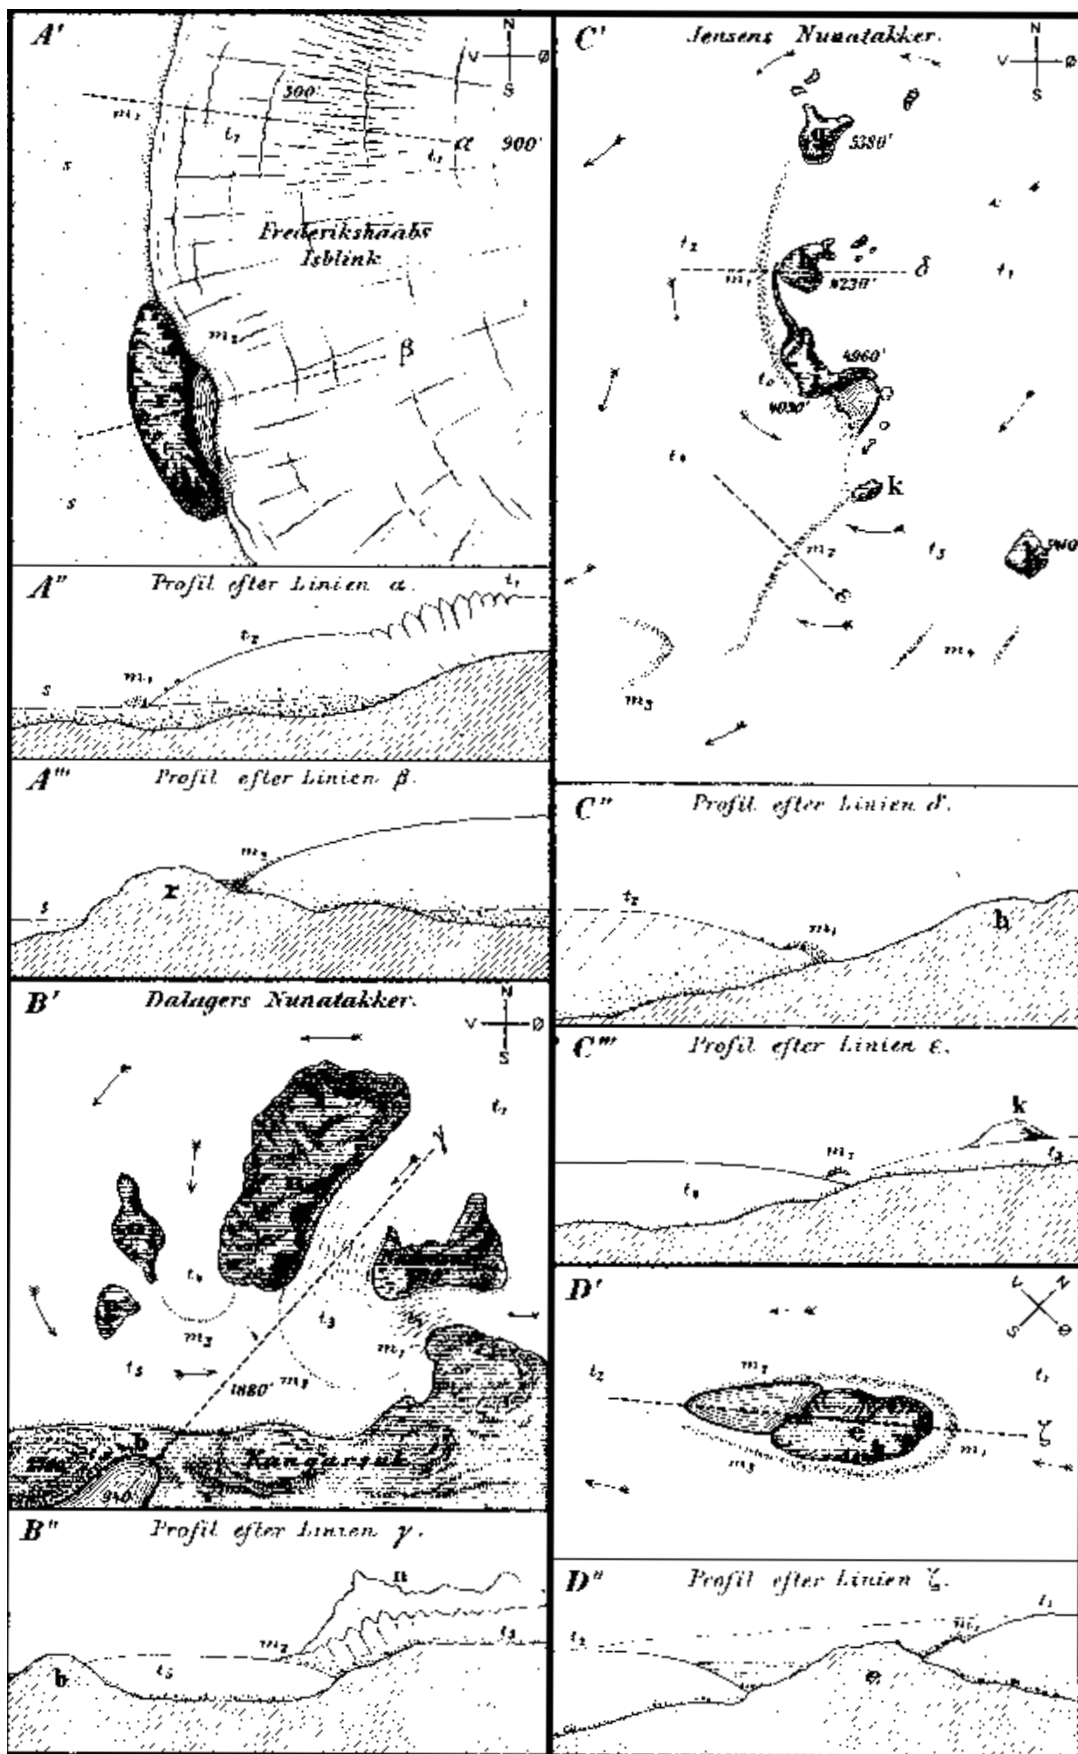 A'
N
V Ø
S
300'
m₁
t₂
α 900'
t₁
s
Frederikshaabs
Isblink
m₂
β
r
s
A''
Profil efter Linien α.
t₁
t₂
m₁
s
A'''
Profil efter Linien β.
m₂
r
s
B'
Dalagers Nunatakker.
N
V Ø
S
t₁
γ
n
t₄
t₃
m₃
m₁
t₅
m₂
1880'
b
Kangarsuk
940'
B''
Profil efter Linien γ.
n
m₂
t₃
b
t₅
C'
Jensens Nunatakker.
N
V Ø
S
5380'
t₂
h
δ
m₁
4230'
t₁
4960'
t₀
4030'
t₄
k
m₂
t₃
m₄
m₃
C''
Profil efter Linien δ.
t₂
m₁
h
C'''
Profil efter Linien ε.
k
t₃
t₄
D'
V N
S Ø
t₂
m₂
t₁
e
ζ
m₁
m₃
D''
Profil efter Linien ζ.
t₁
m₁
t₂
e